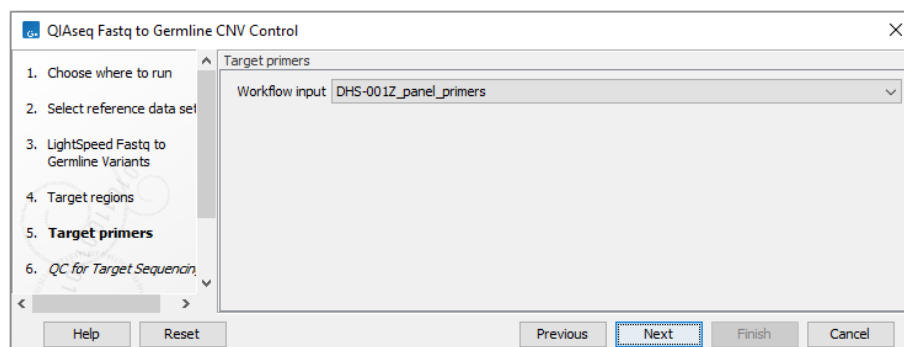 QIAseq Fastq to Germline CNV Control
1. Choose where to run
2. Select reference data set
3. LightSpeed Fastq to
Germline Variants
4. Target regions
5. Target primers
6. QC for Target Sequencing
Target primers
Workflow input DHS-001Z_panel_primers
Help Reset Previous Next Finish Cancel